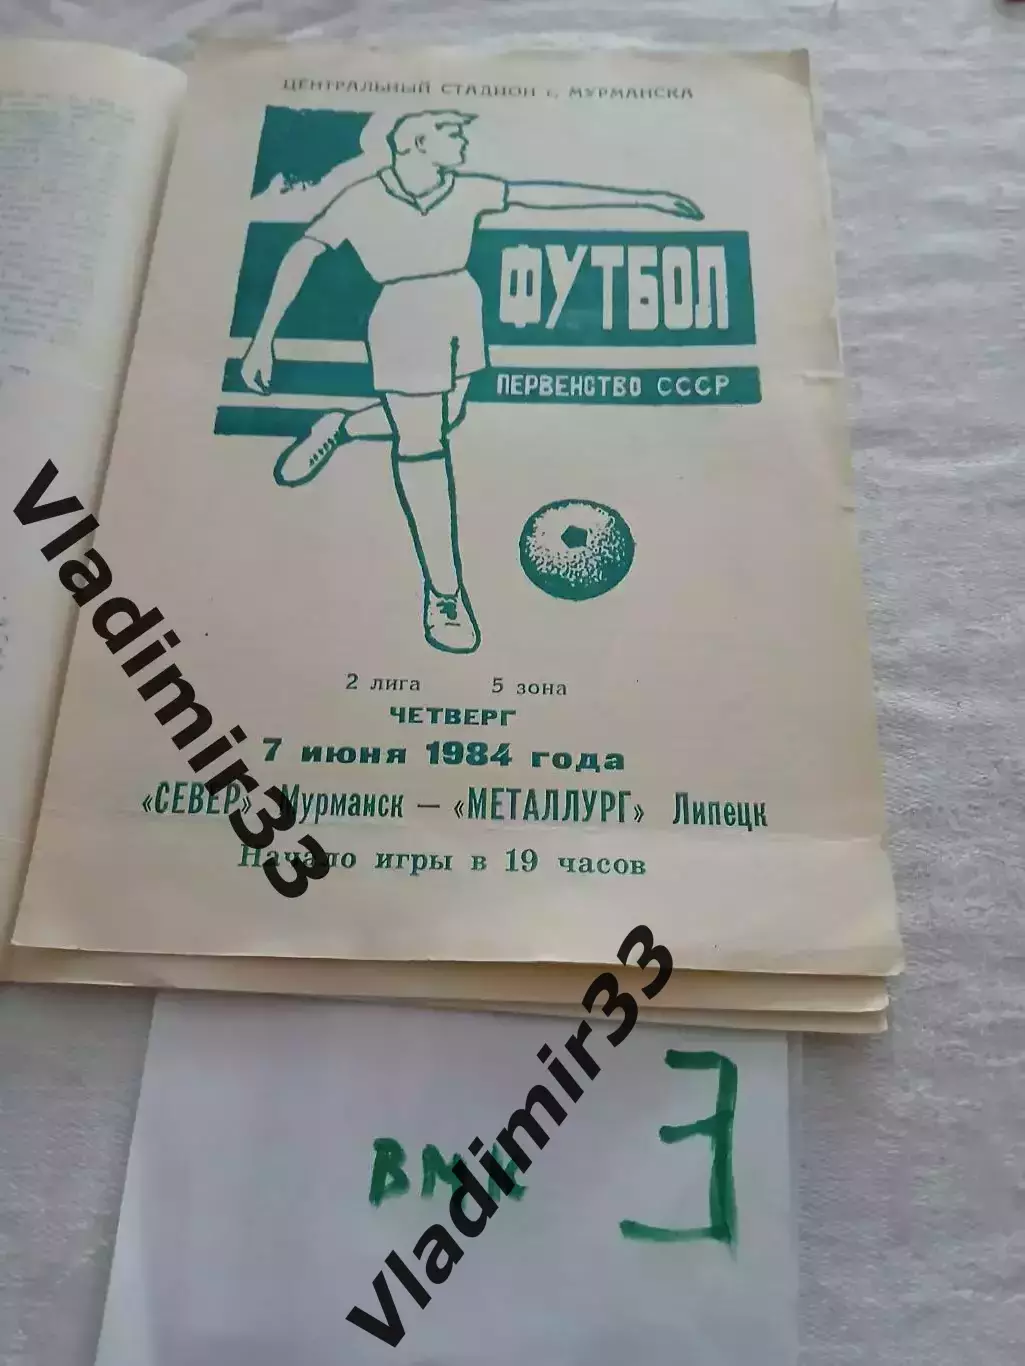 ЦЕНТРАЛЬНЫЙ СТАДИОН г. МУРМАНСКА
ФУТБОЛ
ПЕРВЕНСТВО СССР
2 лига 5 зона
ЧЕТВЕРГ
7 июня 1984 года
«СЕВЕР» Мурманск — «МЕТАЛЛУРГ» Липецк
Начало игры в 19 часов
Vladimir33
Vladimir33